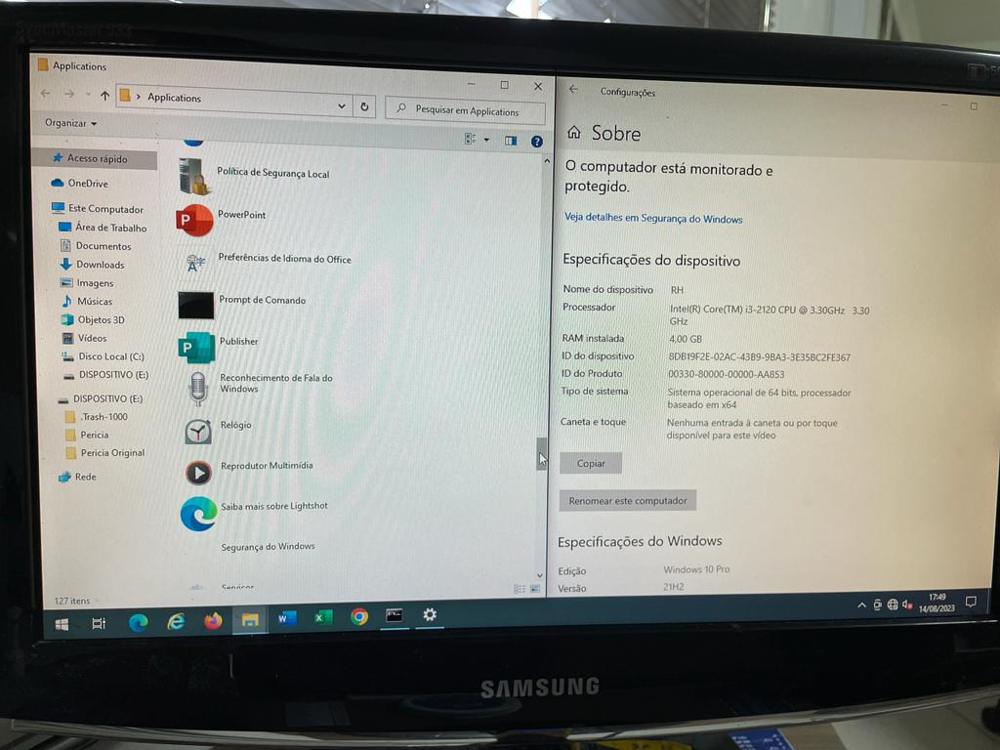 SyncMaster 933
Applications
Applications
Pesquisar em Applications
Organizar
Acesso rápido
OneDrive
Este Computador
Área de Trabalho
Documentos
Downloads
Imagens
Músicas
Objetos 3D
Vídeos
Disco Local (C:)
DISPOSITIVO (E:)
DISPOSITIVO (E:)
.Trash-1000
Pericia
Pericia Original
Rede
Política de Segurança Local
PowerPoint
Preferências de Idioma do Office
Prompt de Comando
Publisher
Reconhecimento de Fala do
Windows
Relógio
Reprodutor Multimídia
Saiba mais sobre Lightshot
Segurança do Windows
127 itens
Configurações
Sobre
O computador está monitorado e
protegido.
Veja detalhes em Segurança do Windows
Especificações do dispositivo
Nome do dispositivo RH
Processador Intel(R) Core(TM) i3-2120 CPU @ 3.30GHz 3.30
GHz
RAM instalada 4,00 GB
ID do dispositivo 8DB19F2E-02AC-43B9-9BA3-3E35BC2FE367
ID do Produto 00330-80000-00000-AA853
Tipo de sistema Sistema operacional de 64 bits, processador
baseado em x64
Caneta e toque Nenhuma entrada à caneta ou por toque
disponível para este vídeo
Copiar
Renomear este computador
Especificações do Windows
Edição Windows 10 Pro
Versão 21H2
17:49
14/08/2023
SAMSUNG